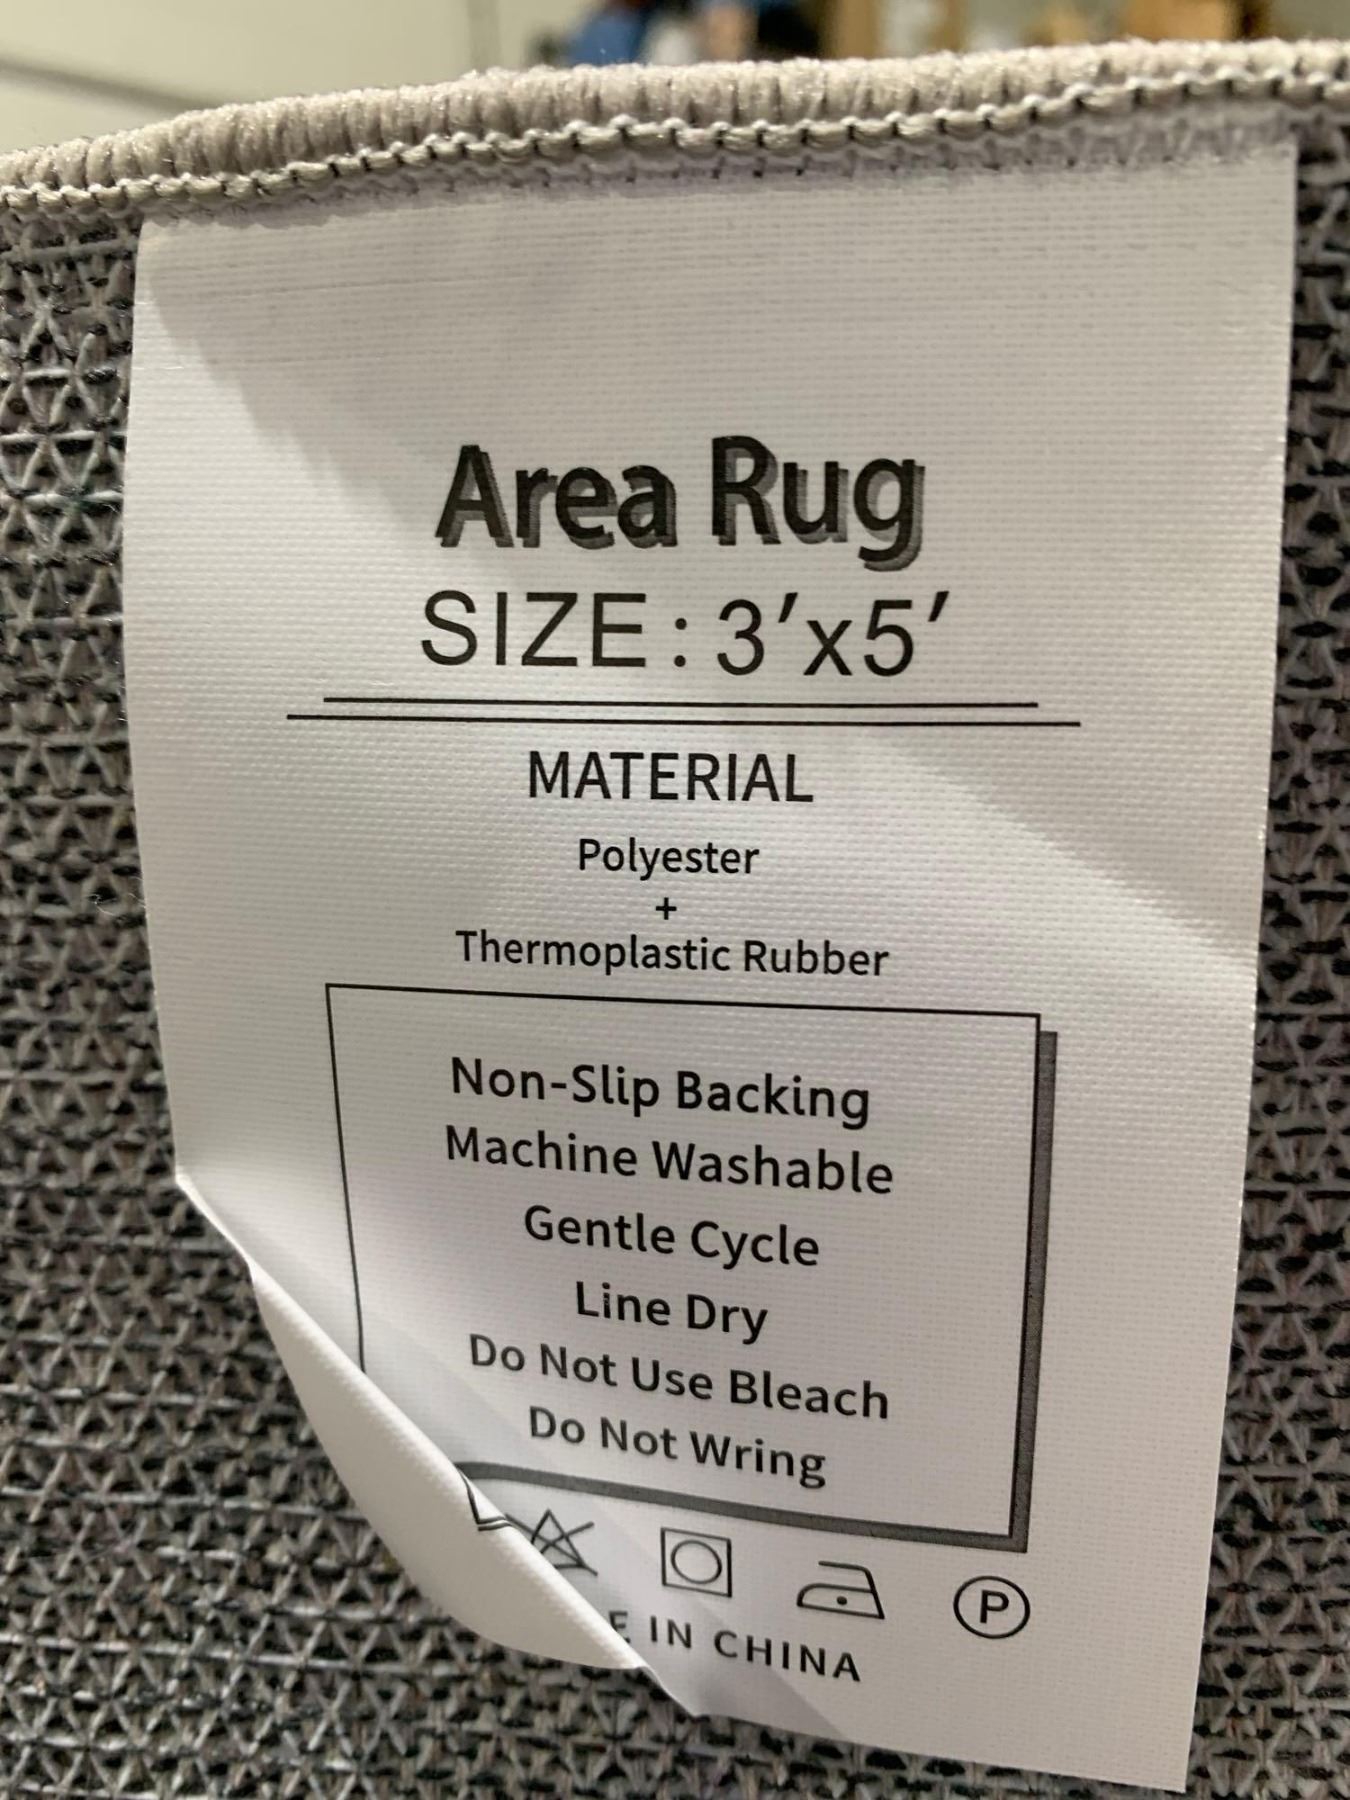 Area Rug
SIZE: 3'x5'
MATERIAL
Polyester
+
Thermoplastic Rubber
Non-Slip Backing
Machine Washable
Gentle Cycle
Line Dry
Do Not Use Bleach
Do Not Wring
P
E IN CHINA